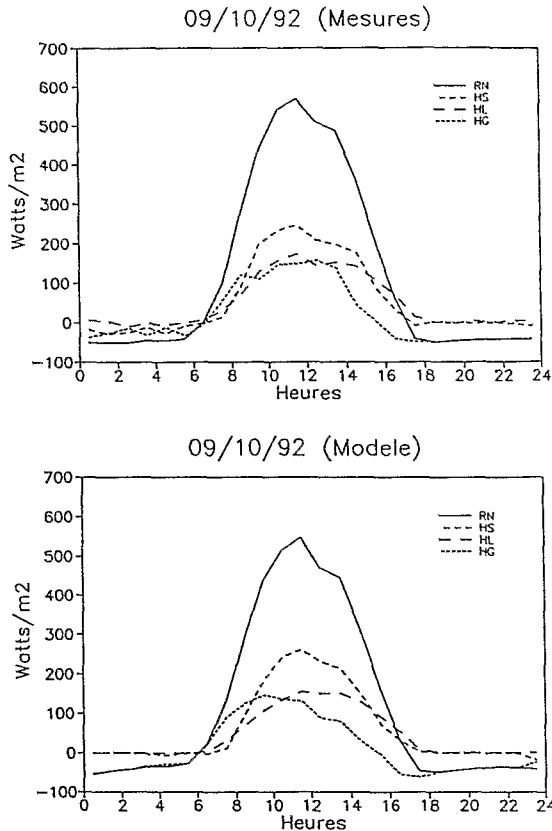 09/10/92 (Mesures)
700
600
500
400
300
200
100
0
-100
Watts/m2
RN
HS
HL
HG
0 2 4 6 8 10 12 14 16 18 20 22 24
Heures
09/10/92 (Modele)
700
600
500
400
300
200
100
0
-100
Watts/m2
RN
HS
HL
HG
0 2 4 6 8 10 12 14 16 18 20 22 24
Heures